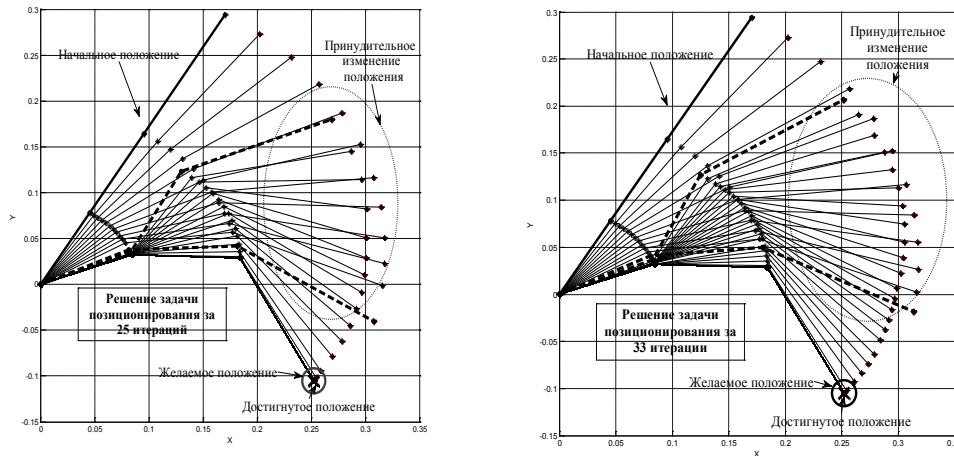 0.3
0.25
0.2
0.15
0.1
0.05
0
-0.05
-0.1
-0.15
Y
0
0.05
0.1
0.15
0.2
0.25
0.3
0.35
X
Начальное положение
Принудительное
изменение
положения
Решение задачи
позиционирования за
25 итераций
Желаемое положение
Достигнутое положение
0.3
0.25
0.2
0.15
0.1
0.05
0
-0.05
-0.1
-0.15
Y
0
0.05
0.1
0.15
0.2
0.25
0.3
0.35
X
Начальное положение
Принудительное
изменение
положения
Решение задачи
позиционирования за
33 итерации
Желаемое положение
Достигнутое положение